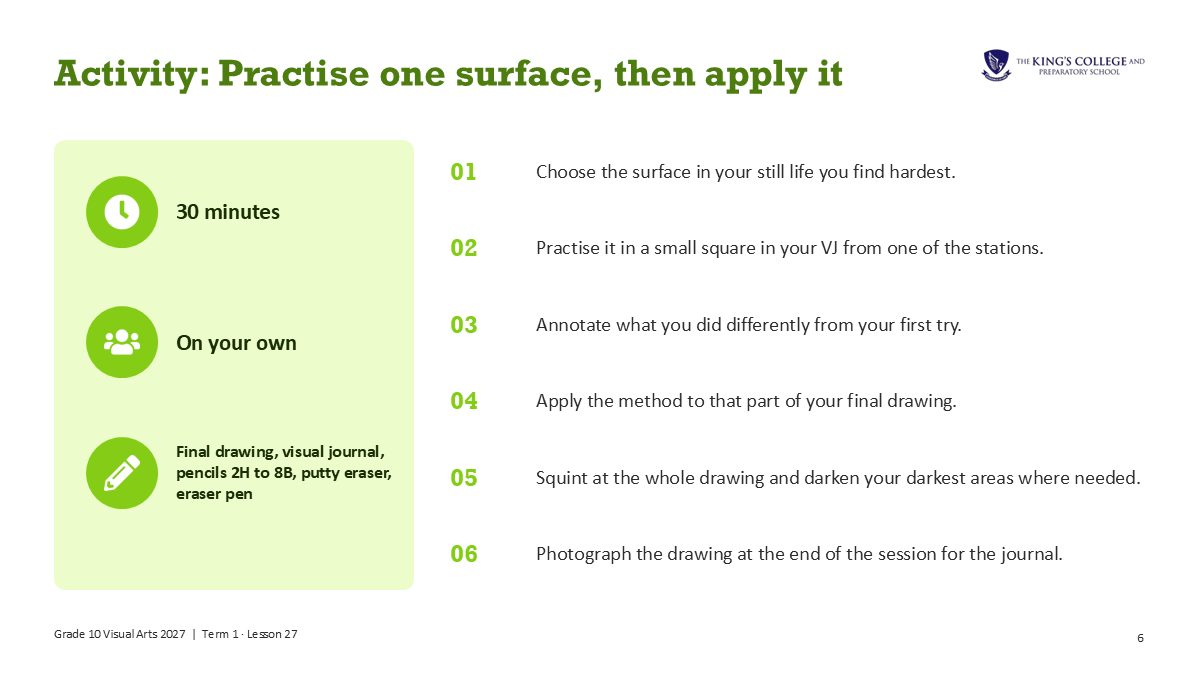 Activity: Practise one surface, then apply it
THE KING'S COLLEGE AND
PREPARATORY SCHOOL
30 minutes
On your own
Final drawing, visual journal,
pencils 2H to 8B, putty eraser,
eraser pen
01 Choose the surface in your still life you find hardest.
02 Practise it in a small square in your VJ from one of the stations.
03 Annotate what you did differently from your first try.
04 Apply the method to that part of your final drawing.
05 Squint at the whole drawing and darken your darkest areas where needed.
06 Photograph the drawing at the end of the session for the journal.
Grade 10 Visual Arts 2027 | Term 1 · Lesson 27
6